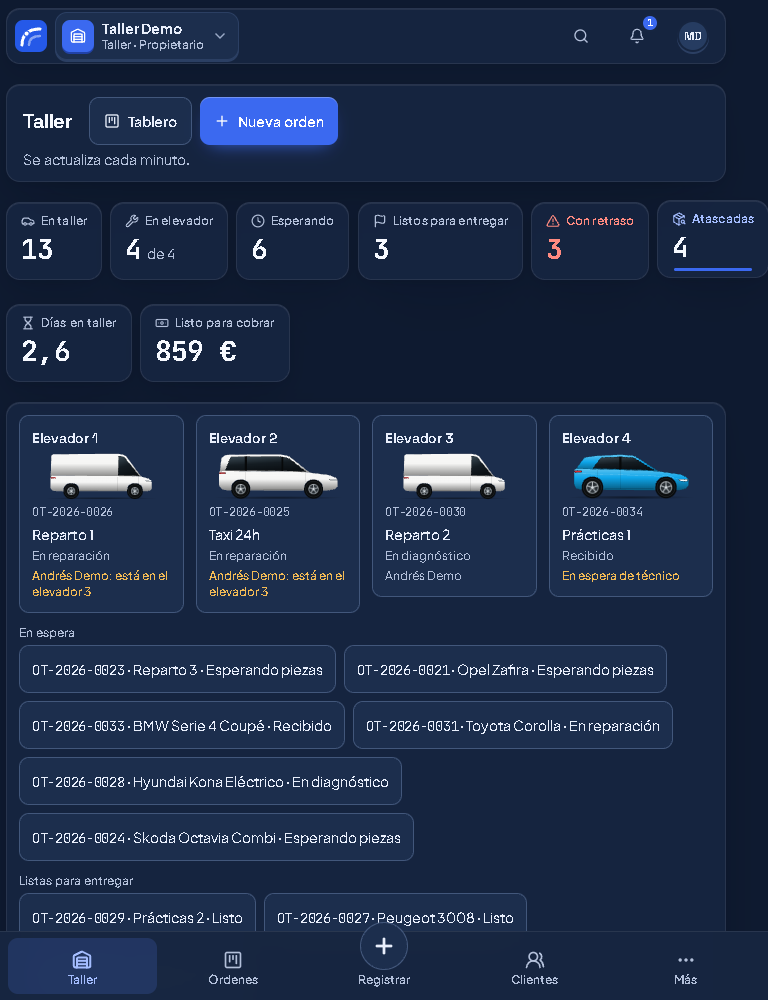 Taller Demo
Taller · Propietario
1
MD
Taller
Tablero
Nueva orden
Se actualiza cada minuto.
En taller
13
En elevador
4 de 4
Esperando
6
Listos para entregar
3
Con retraso
3
Atascadas
4
Días en taller
2,6
Listo para cobrar
859 €
Elevador 1
OT-2026-0026
Reparto 1
En reparación
Andrés Demo: está en el
elevador 3
Elevador 2
OT-2026-0025
Taxi 24h
En reparación
Andrés Demo: está en el
elevador 3
Elevador 3
OT-2026-0030
Reparto 2
En diagnóstico
Andrés Demo
Elevador 4
OT-2026-0034
Prácticas 1
Recibido
En espera de técnico
En espera
OT-2026-0023 · Reparto 3 · Esperando piezas
OT-2026-0021 · Opel Zafira · Esperando piezas
OT-2026-0033 · BMW Serie 4 Coupé · Recibido
OT-2026-0031 · Toyota Corolla · En reparación
OT-2026-0028 · Hyundai Kona Eléctrico · En diagnóstico
OT-2026-0024 · Skoda Octavia Combi · Esperando piezas
Listas para entregar
OT-2026-0029 · Prácticas 2 · Listo
OT-2026-0027 · Peugeot 3008 · Listo
Taller
Órdenes
Registrar
Clientes
Más